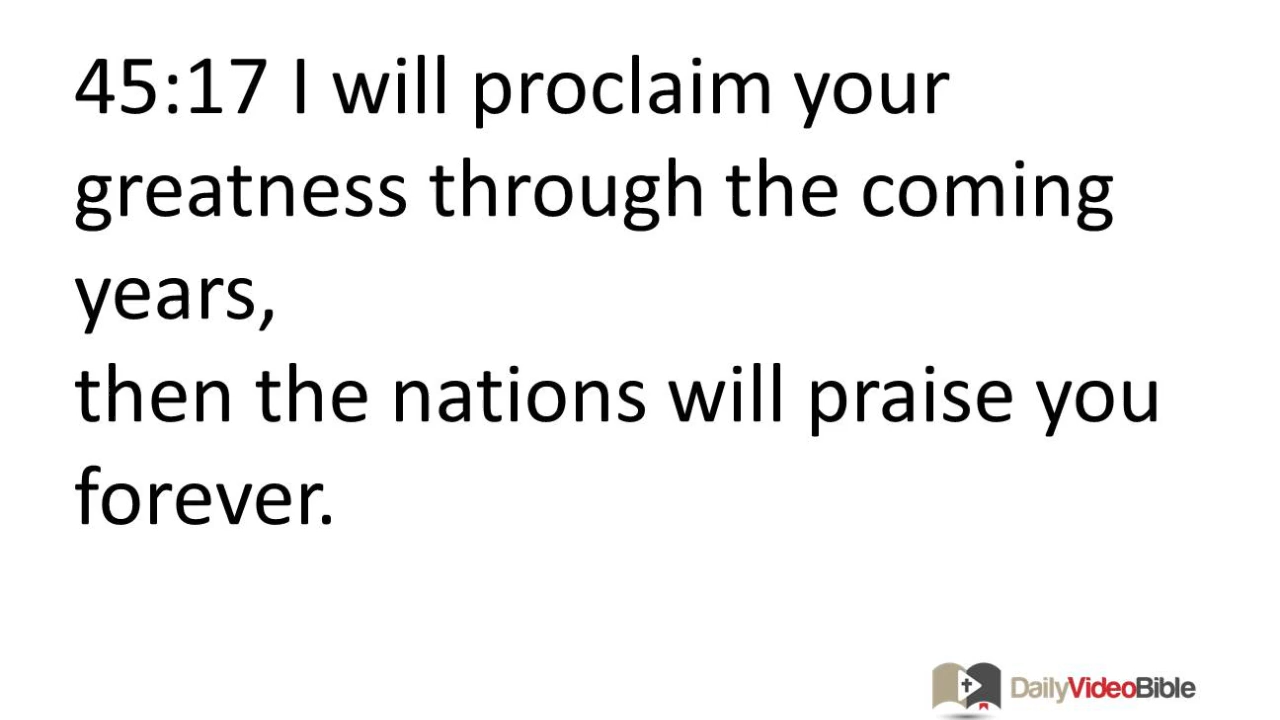 45:17 I will proclaim your
greatness through the coming
years,
then the nations will praise you
forever.
DailyVideoBible